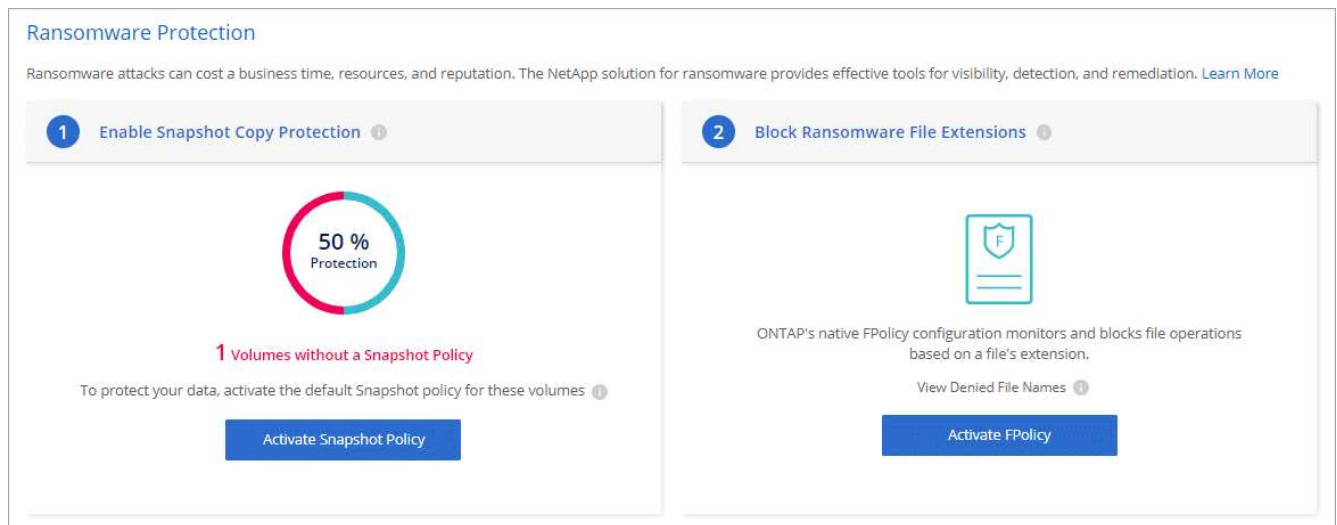 Ransomware Protection
Ransomware attacks can cost a business time, resources, and reputation. The NetApp solution for ransomware provides effective tools for visibility, detection, and remediation. Learn More
1 Enable Snapshot Copy Protection
50 %
Protection
1 Volumes without a Snapshot Policy
To protect your data, activate the default Snapshot policy for these volumes
Activate Snapshot Policy
2 Block Ransomware File Extensions
F
ONTAP's native FPolicy configuration monitors and blocks file operations
based on a file's extension.
View Denied File Names
Activate FPolicy